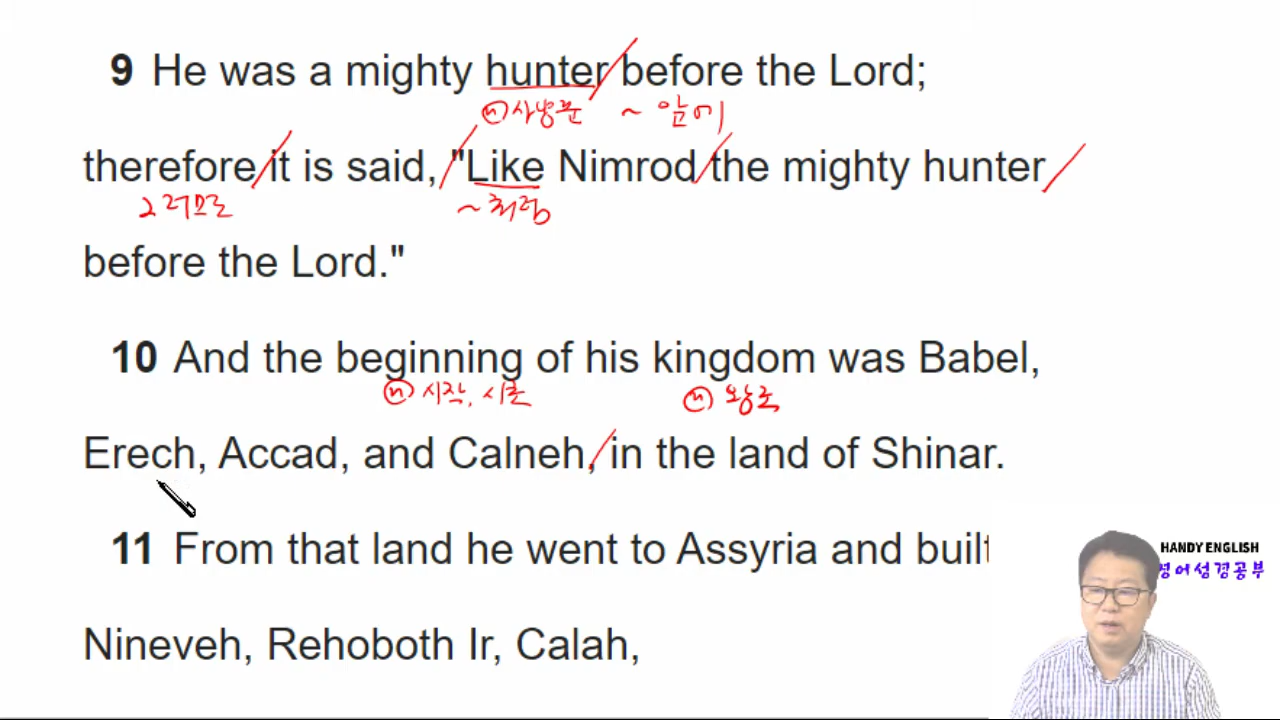 9 He was a mighty hunter before the Lord;
ⓝ사냥꾼 ~ 앞에
therefore it is said, "Like Nimrod the mighty hunter
그러므로 ~처럼
before the Lord."
10 And the beginning of his kingdom was Babel,
ⓝ 시작, 시초 ⓝ 왕국
Erech, Accad, and Calneh, in the land of Shinar.
11 From that land he went to Assyria and built
HANDY ENGLISH
영어성경공부
Nineveh, Rehoboth Ir, Calah,